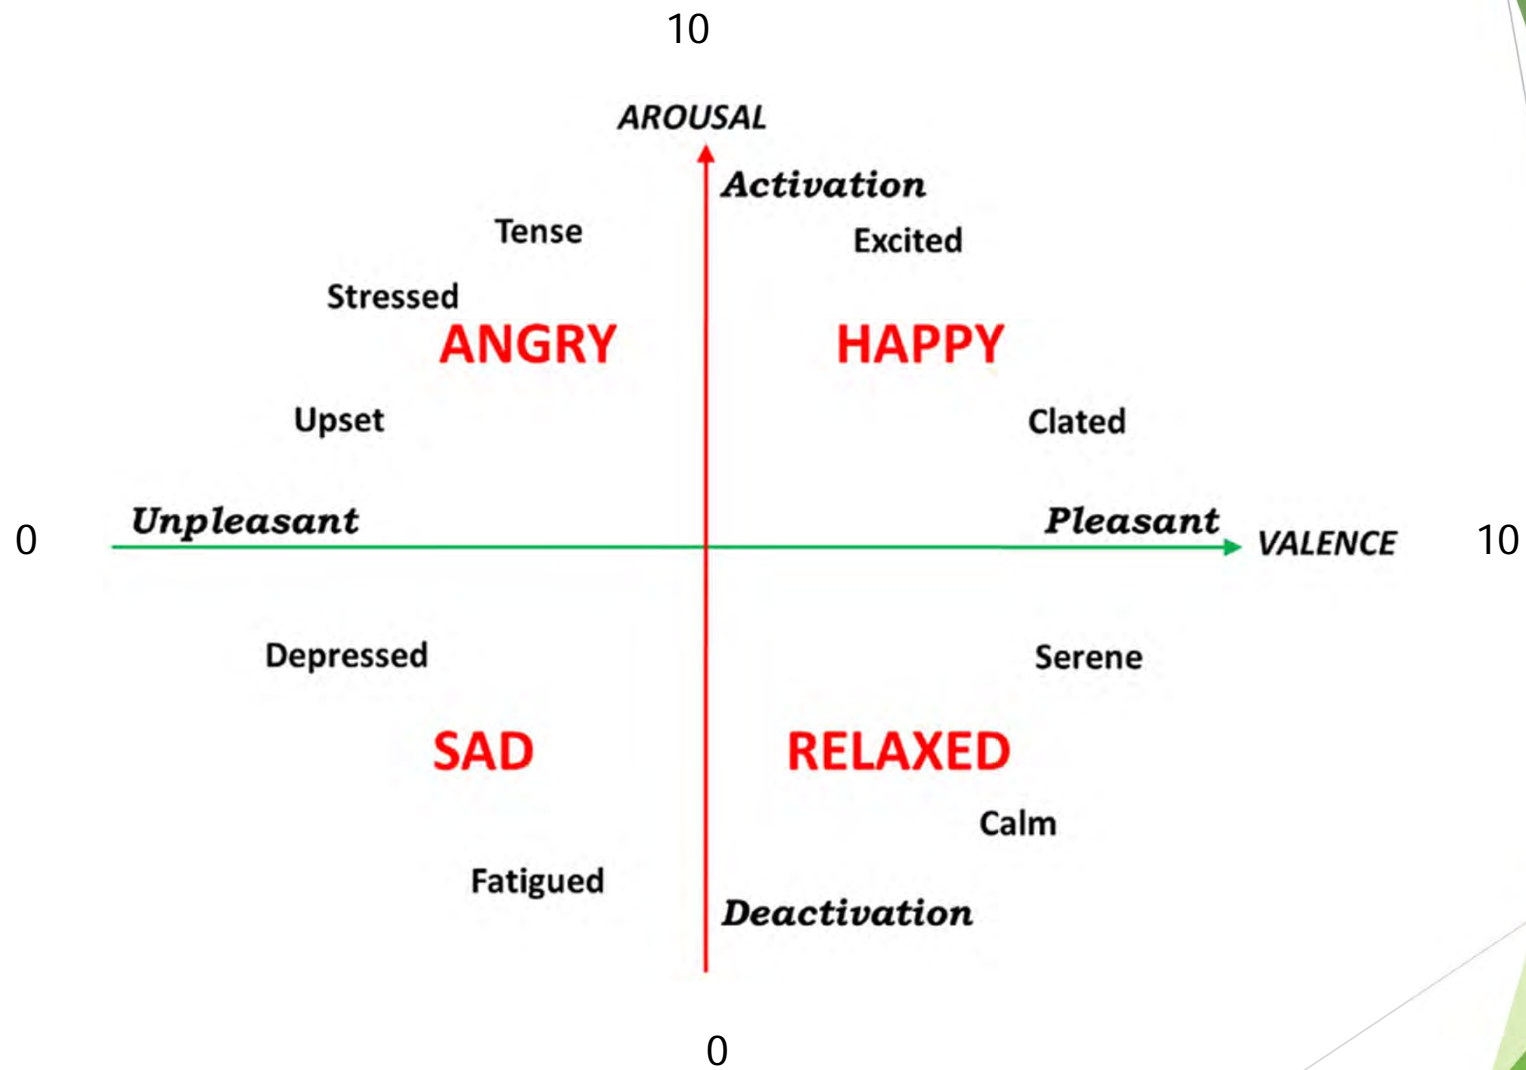 10
AROUSAL
Activation
Tense
Excited
Stressed
ANGRY
HAPPY
Upset
Clated
Unpleasant
Pleasant
0
VALENCE
10
Depressed
Serene
SAD
RELAXED
Calm
Fatigued
Deactivation
0